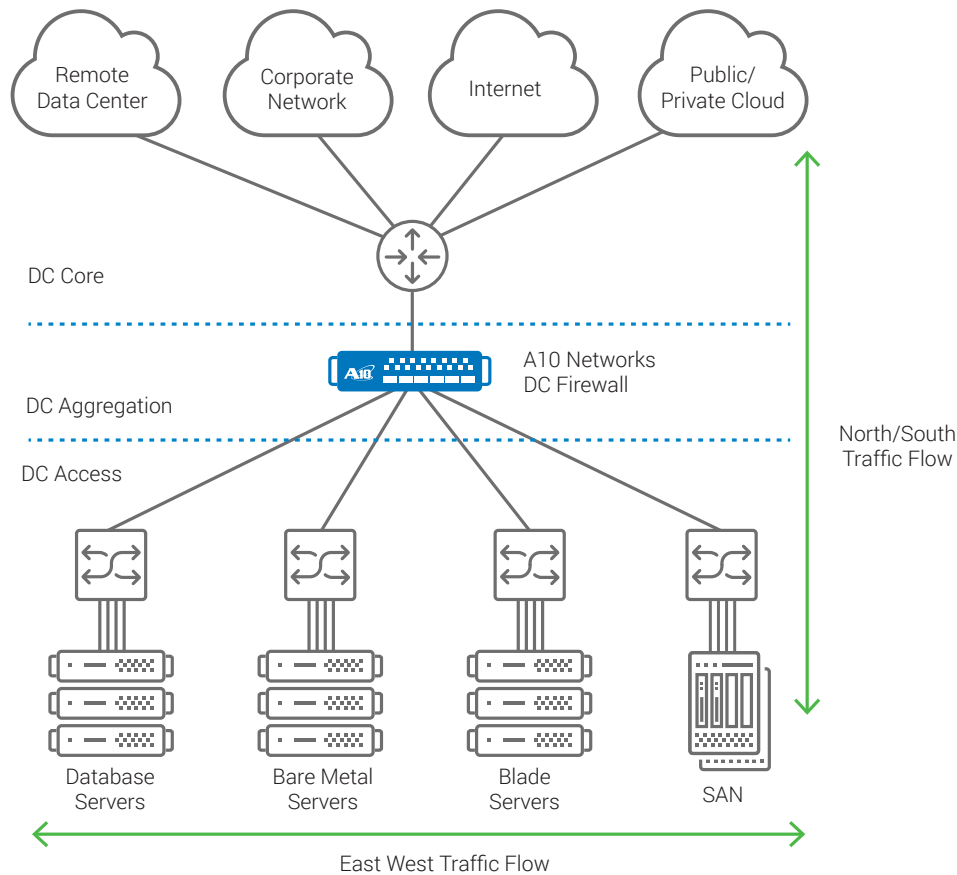 Remote
Data Center
Corporate
Network
Internet
Public/
Private Cloud
DC Core
A10
A10 Networks
DC Firewall
DC Aggregation
North/South
Traffic Flow
DC Access
Database
Servers
Bare Metal
Servers
Blade
Servers
SAN
East West Traffic Flow